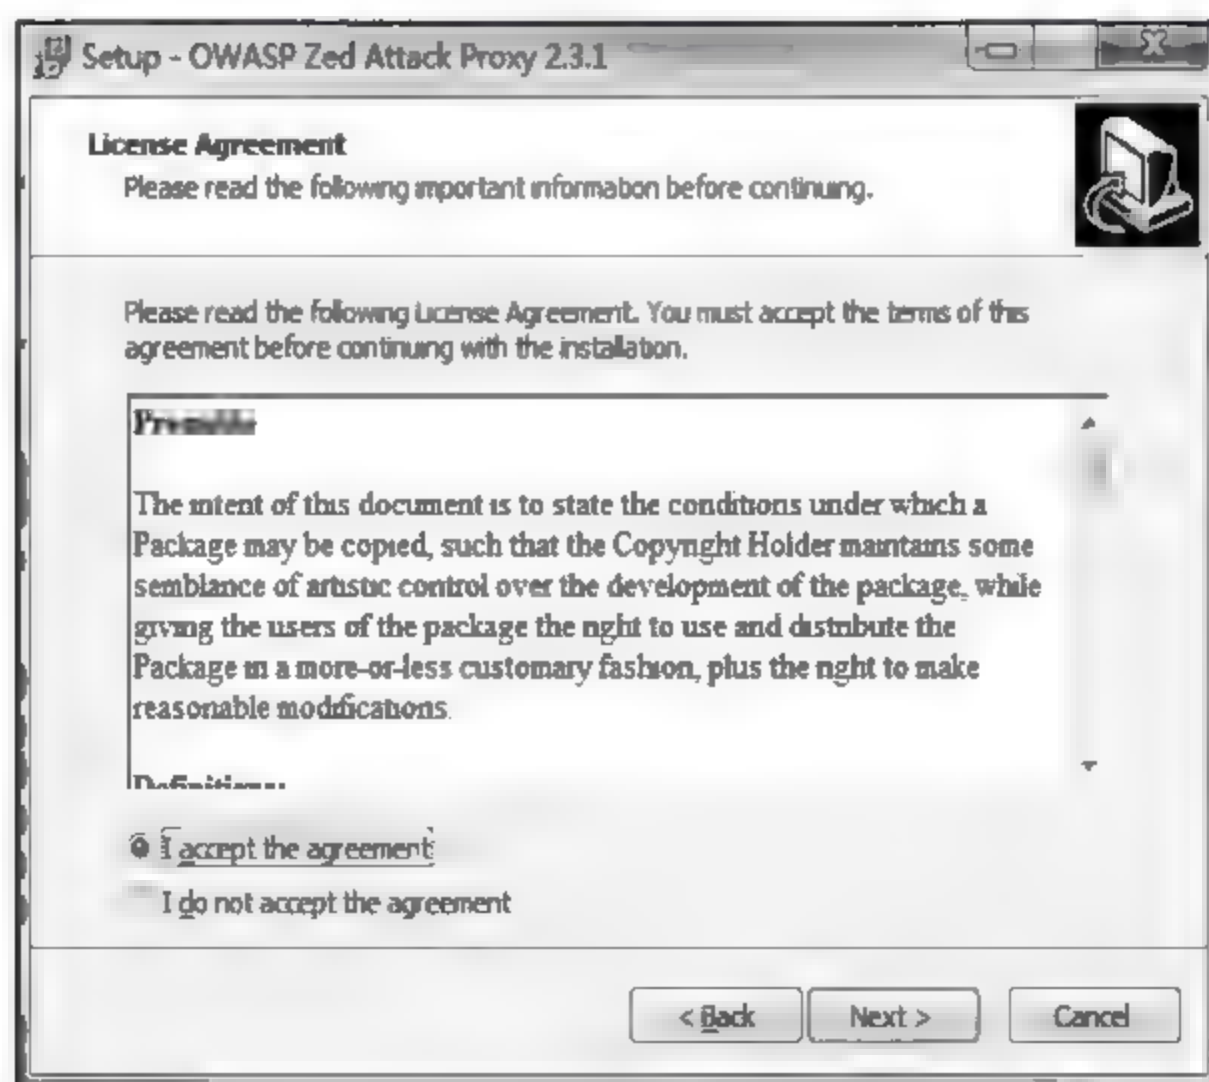 Setup - OWASP Zed Attack Proxy 2.3.1
License Agreement
Please read the following important information before continuing.
Please read the following License Agreement. You must accept the terms of this
agreement before continuing with the installation.
Preamble
The intent of this document is to state the conditions under which a
Package may be copied, such that the Copyright Holder maintains some
semblance of artistic control over the development of the package, while
giving the users of the package the right to use and distribute the
Package in a more-or-less customary fashion, plus the right to make
reasonable modifications.
Definitions:
I accept the agreement
I do not accept the agreement
< Back Next > Cancel